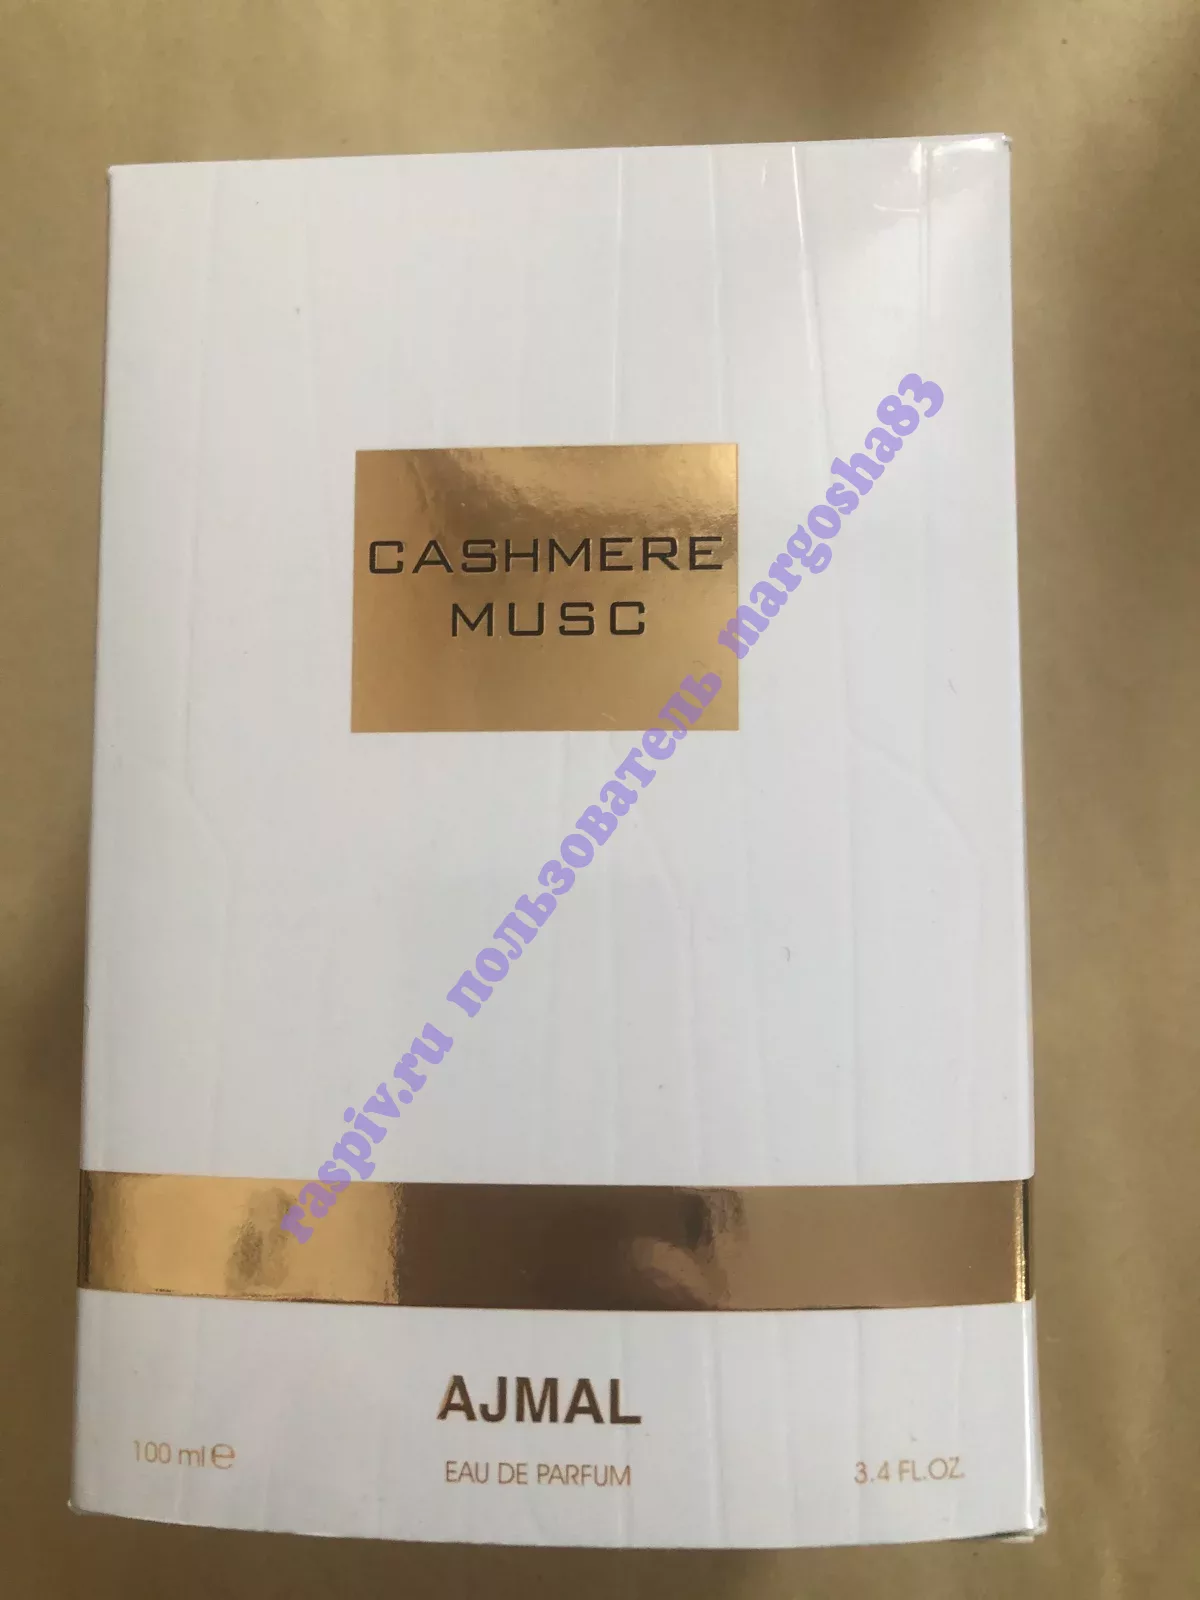 CASHMERE
MUSC
raspiv.ru пользователь margosha83
AJMAL
100 ml ℮
EAU DE PARFUM
3.4 FL.OZ.